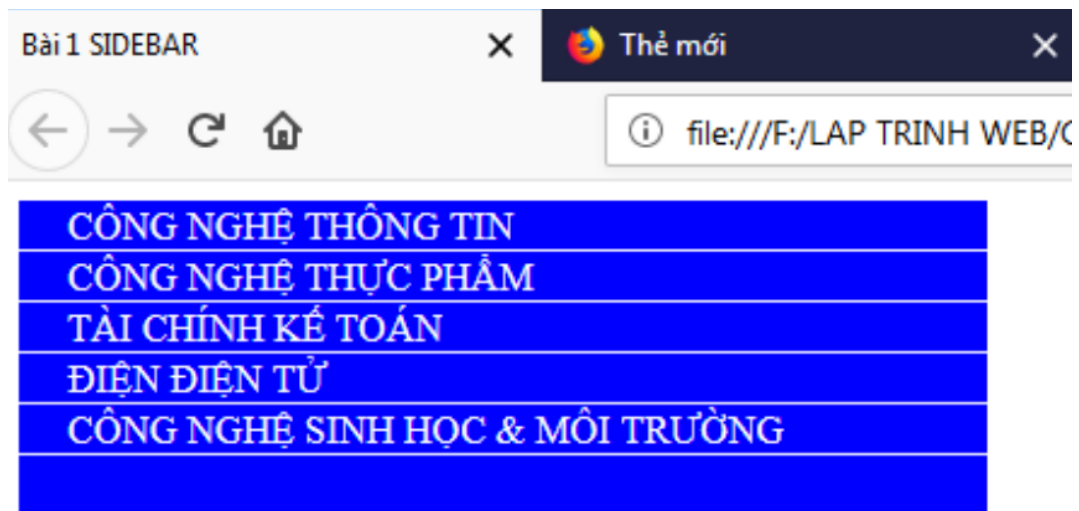 Bài 1 SIDEBAR
Thẻ mới
file:///F:/LAP TRINH WEB/
CÔNG NGHỆ THÔNG TIN
CÔNG NGHỆ THỰC PHẨM
TÀI CHÍNH KẾ TOÁN
ĐIỆN ĐIỆN TỬ
CÔNG NGHỆ SINH HỌC & MÔI TRƯỜNG